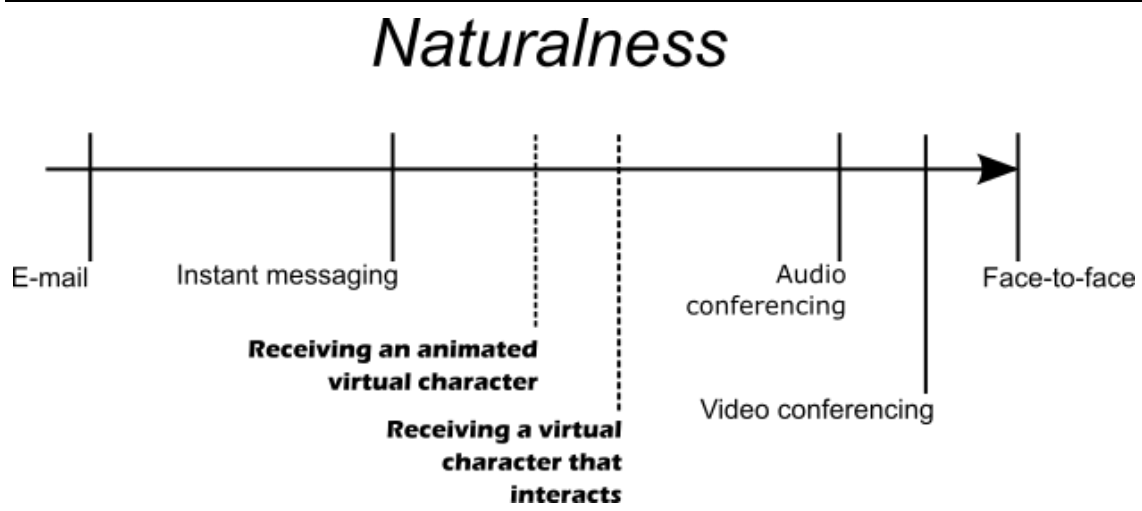 Naturalness
E-mail
Instant messaging
Audio
conferencing
Face-to-face
Receiving an animated
virtual character
Video conferencing
Receiving a virtual
character that
interacts